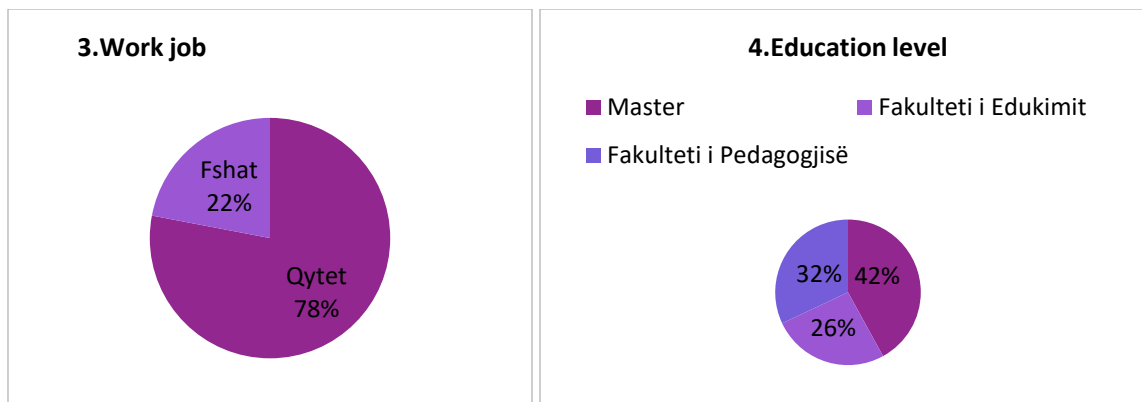 3.Work job
Fshat
22%
Qytet
78%
4.Education level
Master
Fakulteti i Edukimit
Fakulteti i Pedagogjisë
32%
42%
26%